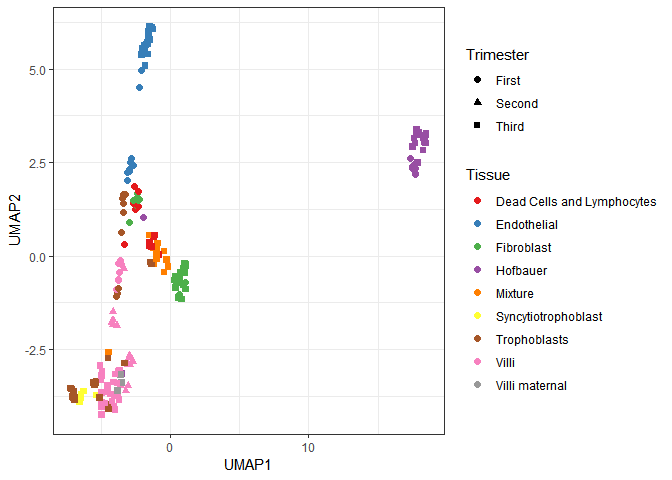 5.0
2.5
0.0
-2.5
0
10
UMAP1
UMAP2
Trimester
First
Second
Third
Tissue
Dead Cells and Lymphocytes
Endothelial
Fibroblast
Hofbauer
Mixture
Syncytiotrophoblast
Trophoblasts
Villi
Villi maternal